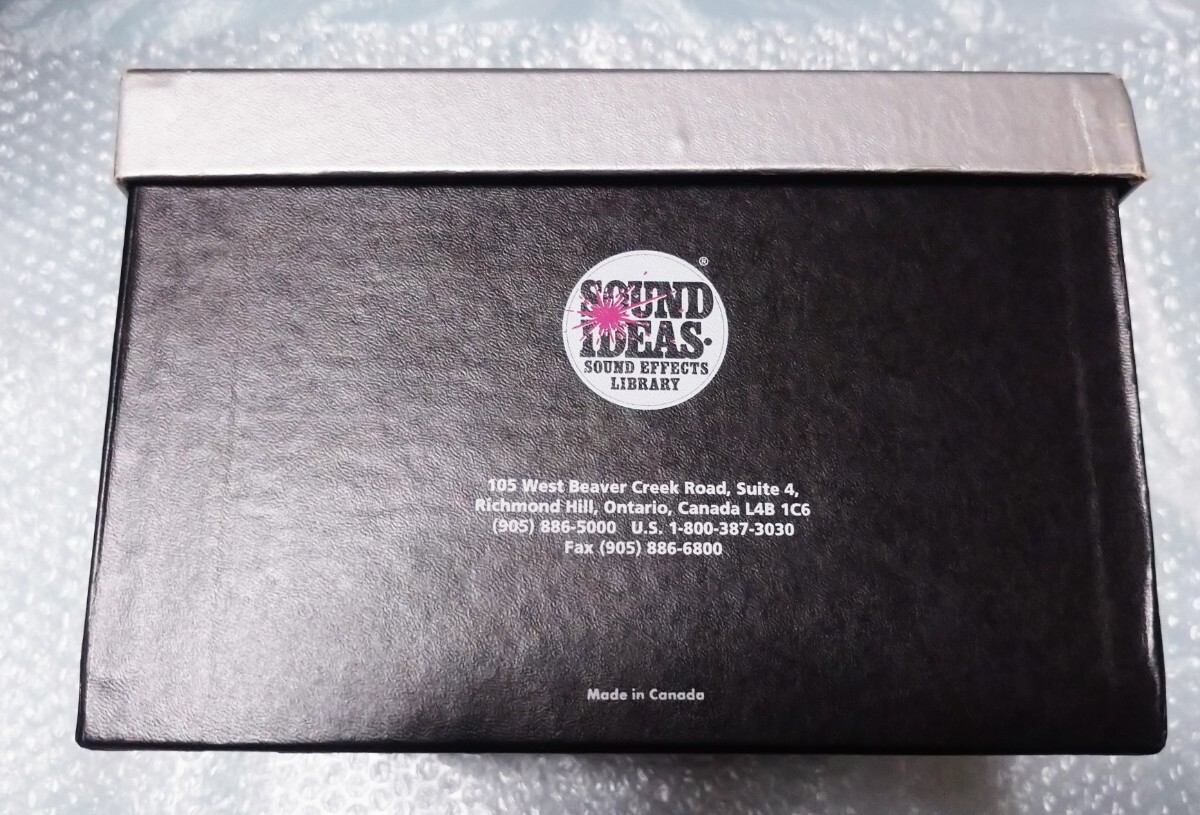 ®
SOUND
IDEAS.
SOUND EFFECTS
LIBRARY
105 West Beaver Creek Road, Suite 4,
Richmond Hill, Ontario, Canada L4B 1C6
(905) 886-5000 U.S. 1-800-387-3030
Fax (905) 886-6800
Made in Canada